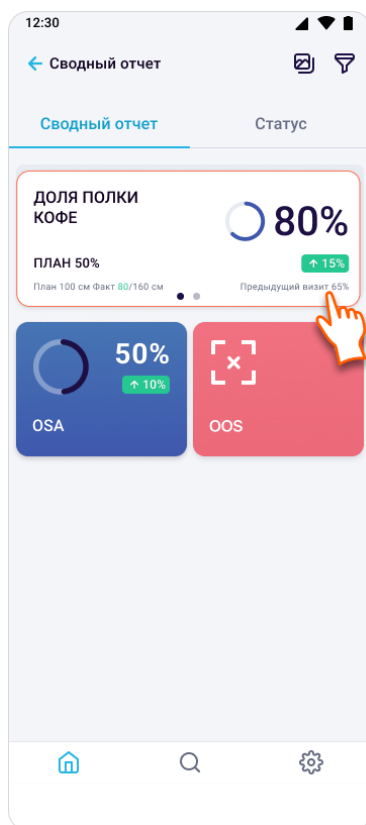 12:30
Сводный отчет
Сводный отчет
Статус
ДОЛЯ ПОЛКИ
КОФЕ
80%
ПЛАН 50%
↑ 15%
План 100 см Факт 80/160 см
Предыдущий визит 65%
50%
↑ 10%
OSA
OOS